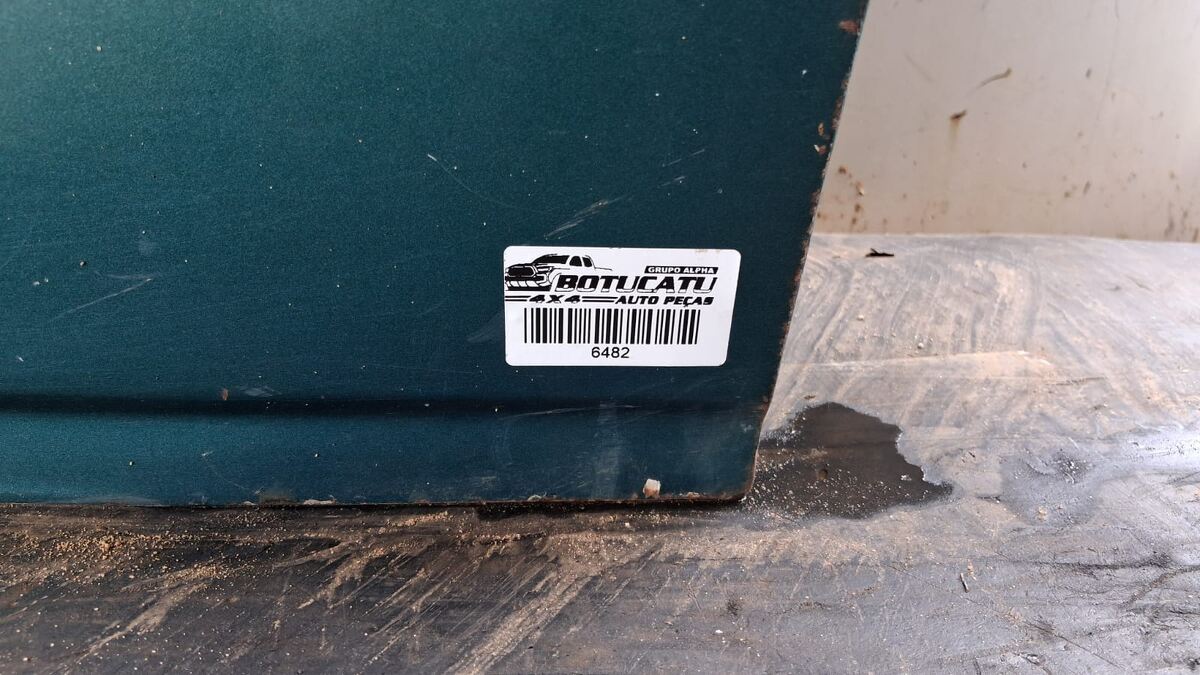 GRUPO ALPHA
BOTUCATU
4X4 AUTO PEÇAS
6482